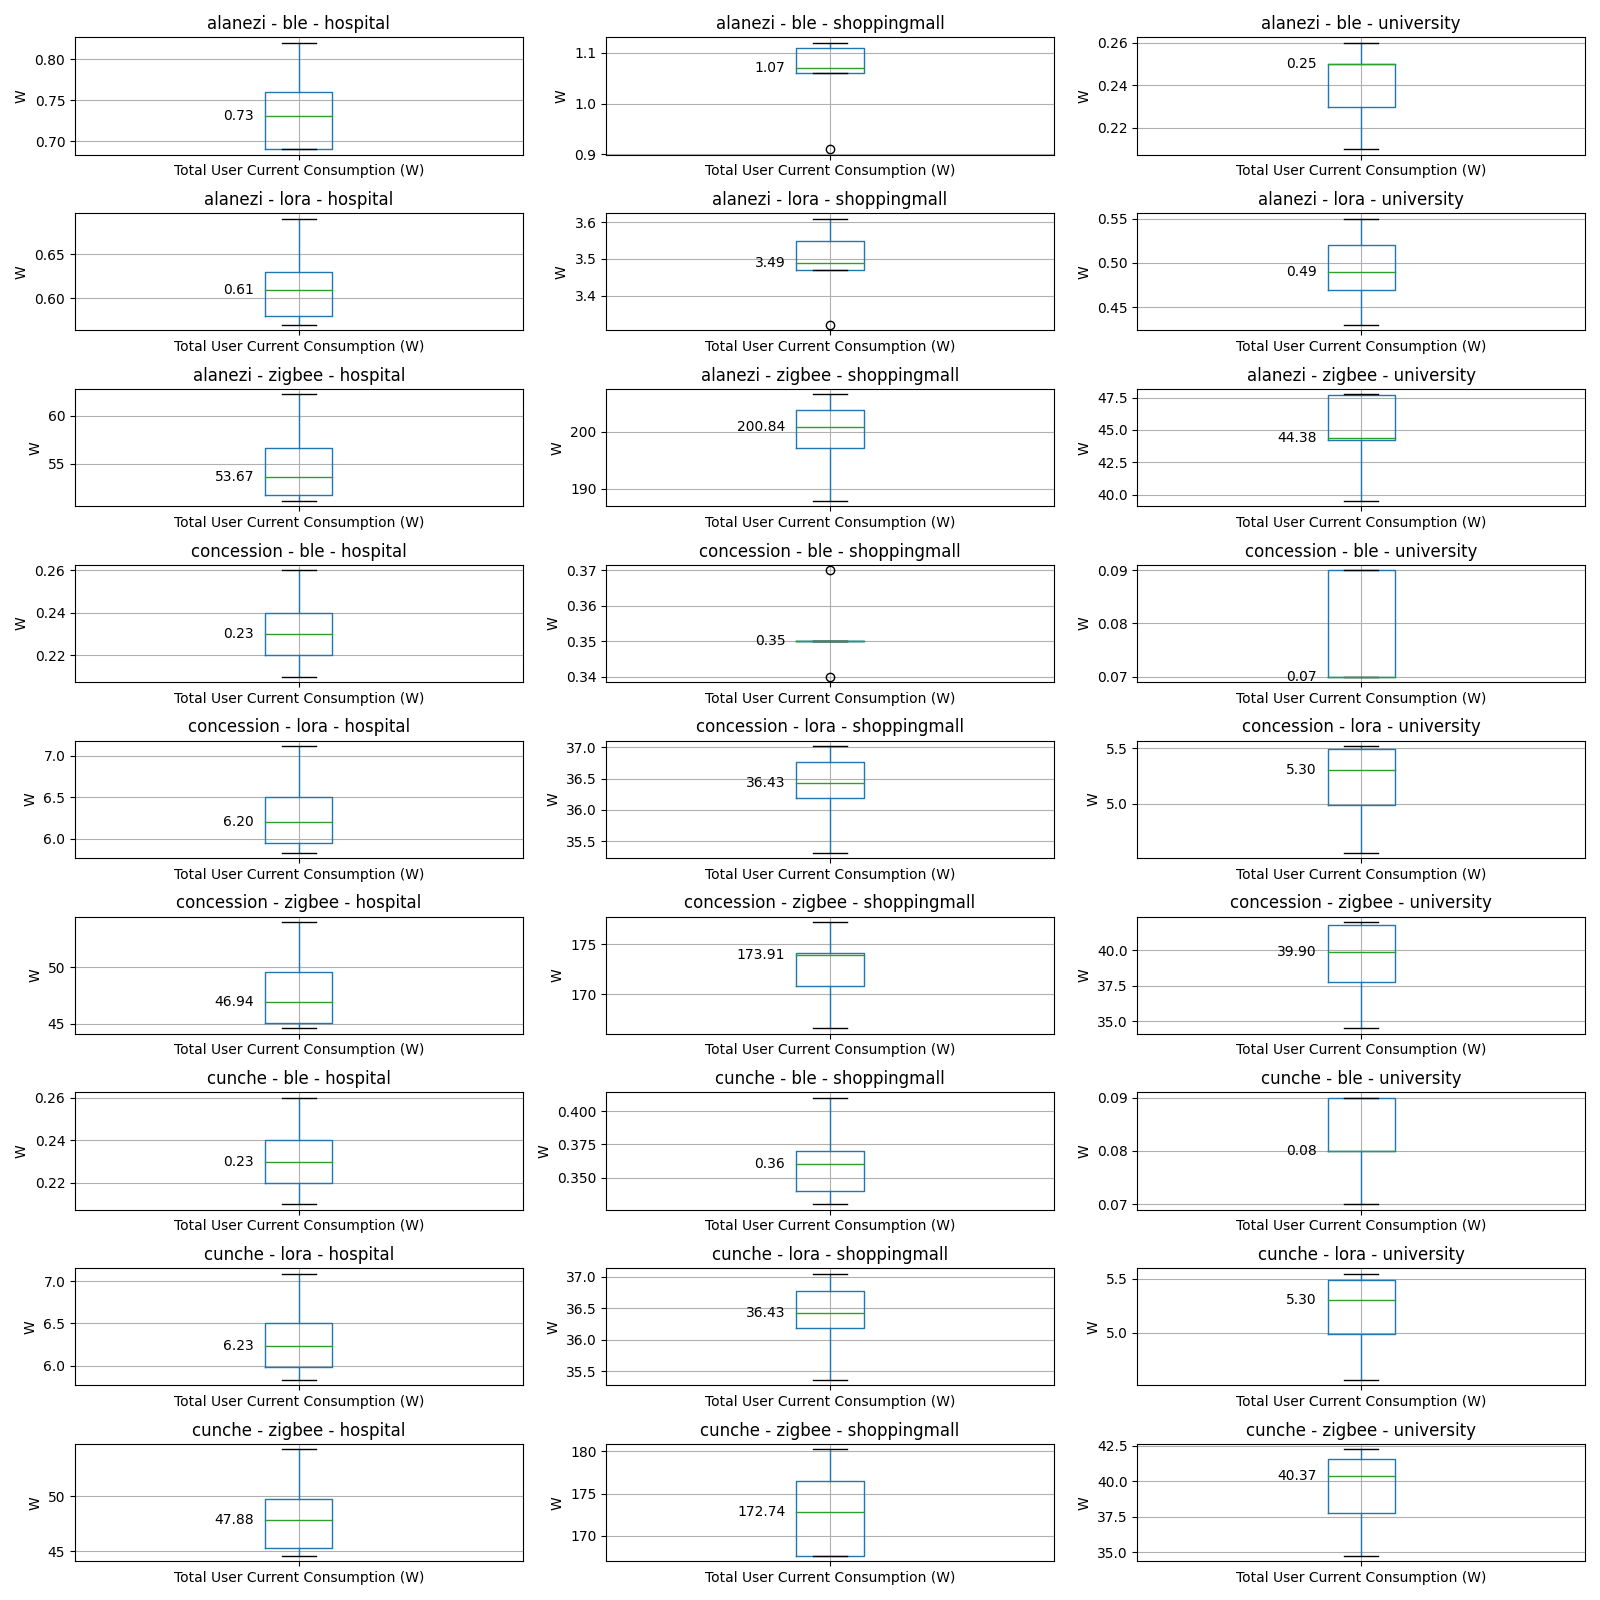 alanezi - ble - hospital
0.80
0.75
0.70
W
0.73
Total User Current Consumption (W)
alanezi - ble - shoppingmall
1.1
1.0
0.9
W
1.07
Total User Current Consumption (W)
alanezi - ble - university
0.26
0.24
0.22
W
0.25
Total User Current Consumption (W)
alanezi - lora - hospital
0.65
0.60
W
0.61
Total User Current Consumption (W)
alanezi - lora - shoppingmall
3.6
3.5
3.4
W
3.49
Total User Current Consumption (W)
alanezi - lora - university
0.55
0.50
0.45
W
0.49
Total User Current Consumption (W)
alanezi - zigbee - hospital
60
55
W
53.67
Total User Current Consumption (W)
alanezi - zigbee - shoppingmall
200
190
W
200.84
Total User Current Consumption (W)
alanezi - zigbee - university
47.5
45.0
42.5
40.0
W
44.38
Total User Current Consumption (W)
concession - ble - hospital
0.26
0.24
0.22
W
0.23
Total User Current Consumption (W)
concession - ble - shoppingmall
0.37
0.36
0.35
0.34
W
0.35
Total User Current Consumption (W)
concession - ble - university
0.09
0.08
0.07
W
0.07
Total User Current Consumption (W)
concession - lora - hospital
7.0
6.5
6.0
W
6.20
Total User Current Consumption (W)
concession - lora - shoppingmall
37.0
36.5
36.0
35.5
W
36.43
Total User Current Consumption (W)
concession - lora - university
5.5
5.0
W
5.30
Total User Current Consumption (W)
concession - zigbee - hospital
50
45
W
46.94
Total User Current Consumption (W)
concession - zigbee - shoppingmall
175
170
W
173.91
Total User Current Consumption (W)
concession - zigbee - university
40.0
37.5
35.0
W
39.90
Total User Current Consumption (W)
cunche - ble - hospital
0.26
0.24
0.22
W
0.23
Total User Current Consumption (W)
cunche - ble - shoppingmall
0.400
0.375
0.350
W
0.36
Total User Current Consumption (W)
cunche - ble - university
0.09
0.08
0.07
W
0.08
Total User Current Consumption (W)
cunche - lora - hospital
7.0
6.5
6.0
W
6.23
Total User Current Consumption (W)
cunche - lora - shoppingmall
37.0
36.5
36.0
35.5
W
36.43
Total User Current Consumption (W)
cunche - lora - university
5.5
5.0
W
5.30
Total User Current Consumption (W)
cunche - zigbee - hospital
50
45
W
47.88
Total User Current Consumption (W)
cunche - zigbee - shoppingmall
180
175
170
W
172.74
Total User Current Consumption (W)
cunche - zigbee - university
42.5
40.0
37.5
35.0
W
40.37
Total User Current Consumption (W)